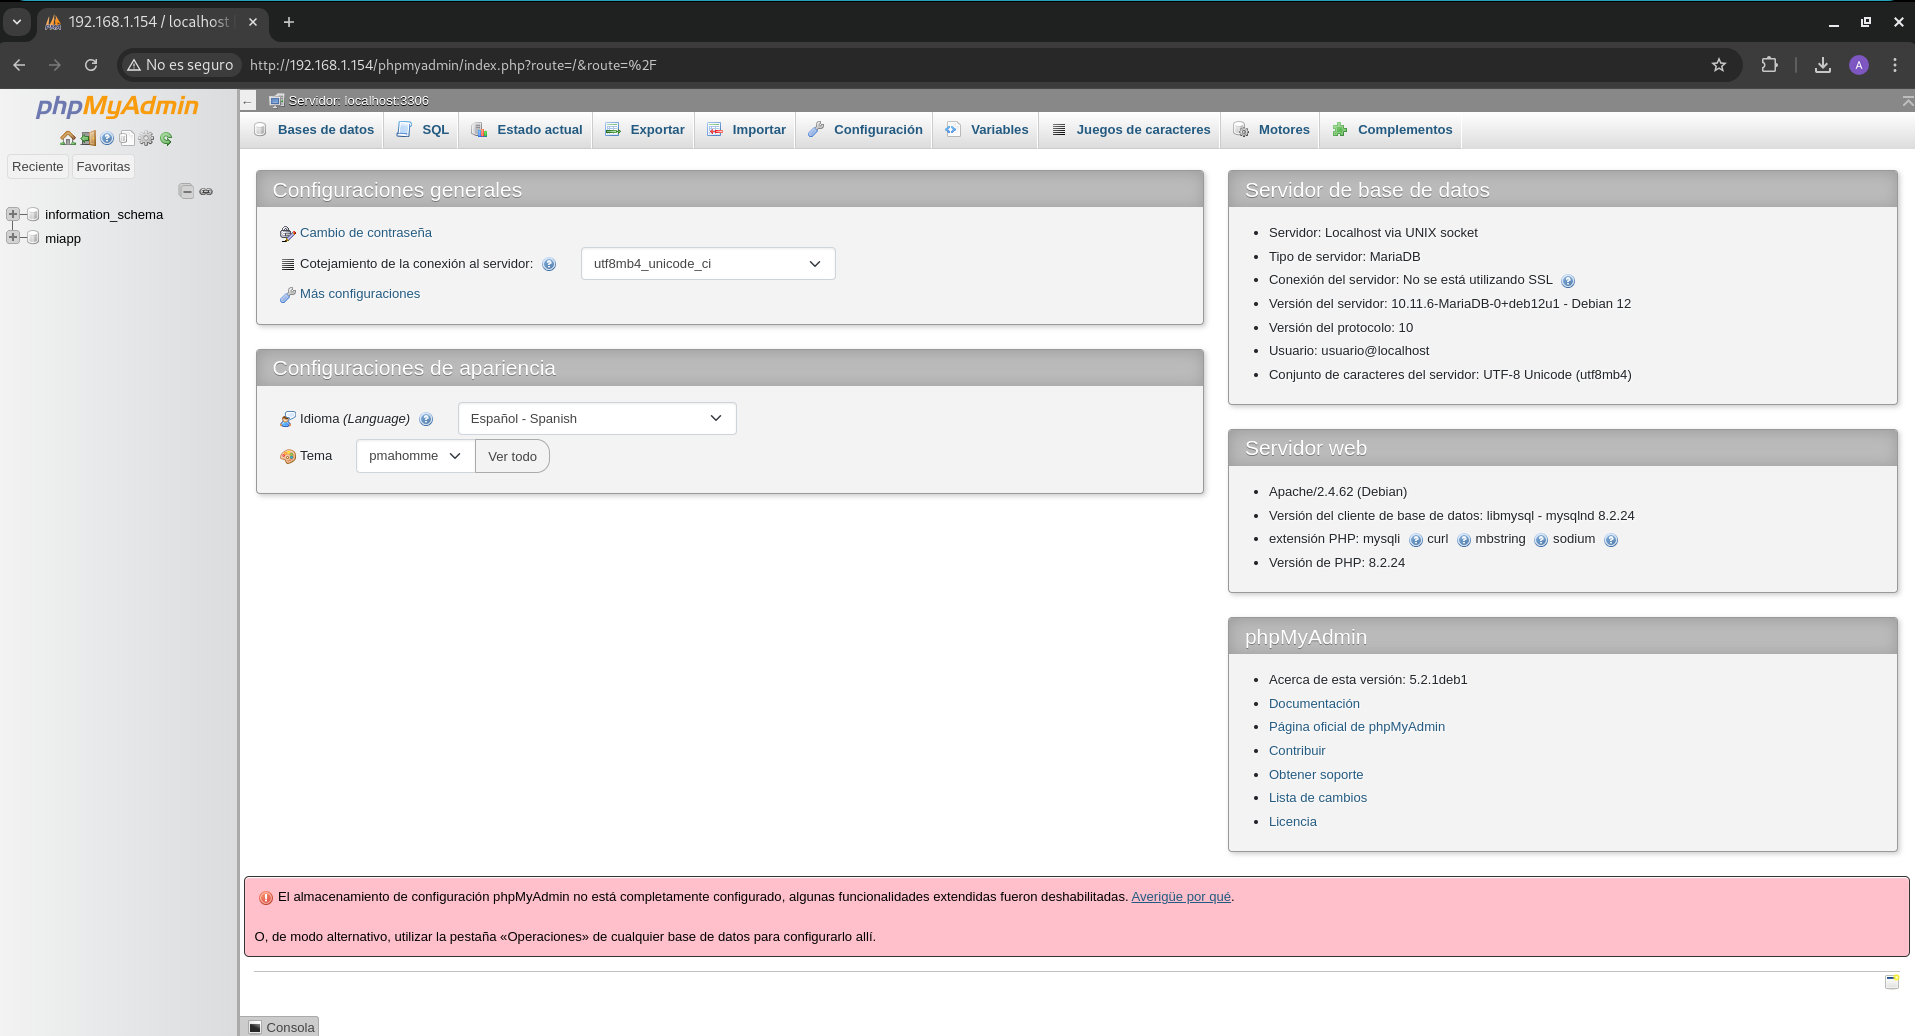 192.168.1.154 / localhost
No es seguro
http://192.168.1.154/phpmyadmin/index.php?route=/&route=%2F
A
phpMyAdmin
Reciente
Favoritas
information_schema
miapp
Servidor: localhost:3306
Bases de datos
SQL
Estado actual
Exportar
Importar
Configuración
Variables
Juegos de caracteres
Motores
Complementos
Configuraciones generales
Cambio de contraseña
Cotejamiento de la conexión al servidor:
utf8mb4_unicode_ci
Más configuraciones
Configuraciones de apariencia
Idioma (Language)
Español - Spanish
Tema
pmahomme
Ver todo
Servidor de base de datos
Servidor: Localhost via UNIX socket
Tipo de servidor: MariaDB
Conexión del servidor: No se está utilizando SSL
Versión del servidor: 10.11.6-MariaDB-0+deb12u1 - Debian 12
Versión del protocolo: 10
Usuario: usuario@localhost
Conjunto de caracteres del servidor: UTF-8 Unicode (utf8mb4)
Servidor web
Apache/2.4.62 (Debian)
Versión del cliente de base de datos: libmysql - mysqlnd 8.2.24
extensión PHP: mysqli curl mbstring sodium
Versión de PHP: 8.2.24
phpMyAdmin
Acerca de esta versión: 5.2.1deb1
Documentación
Página oficial de phpMyAdmin
Contribuir
Obtener soporte
Lista de cambios
Licencia
El almacenamiento de configuración phpMyAdmin no está completamente configurado, algunas funcionalidades extendidas fueron deshabilitadas. Averigüe por qué.
O, de modo alternativo, utilizar la pestaña «Operaciones» de cualquier base de datos para configurarlo allí.
Consola